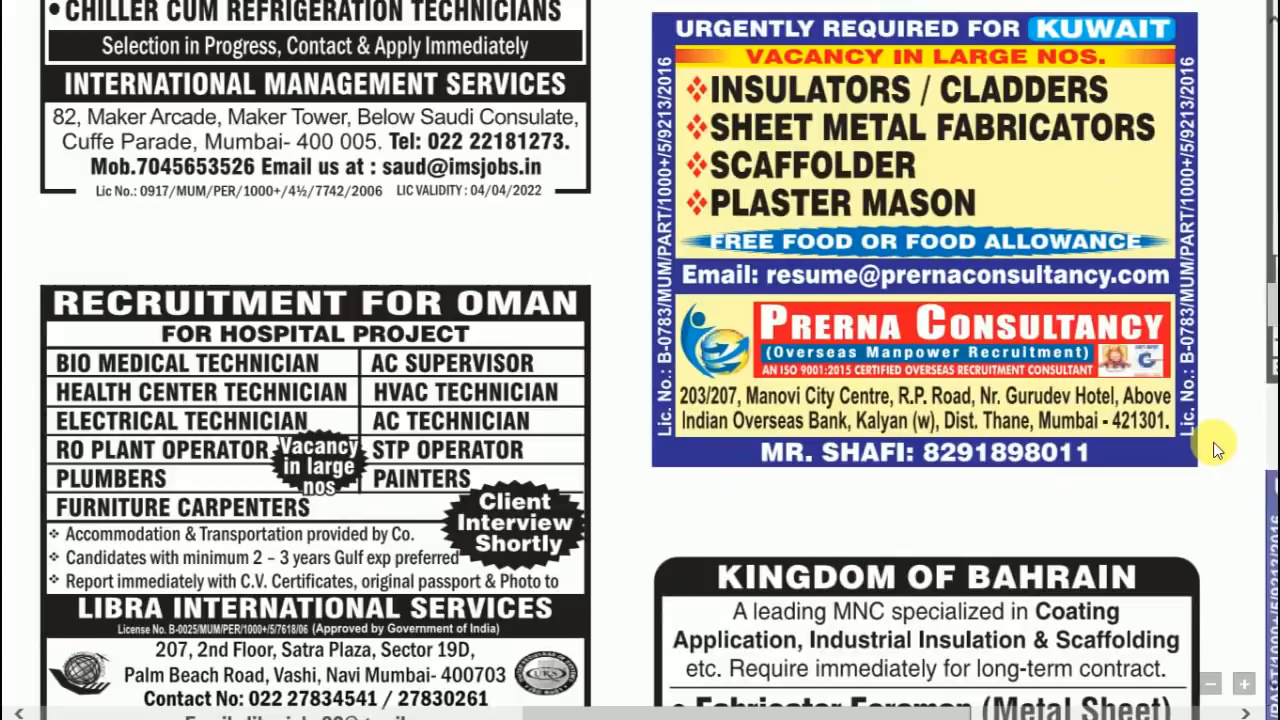 • CHILLER CUM REFRIGERATION TECHNICIANS
Selection in Progress, Contact & Apply Immediately
INTERNATIONAL MANAGEMENT SERVICES
82, Maker Arcade, Maker Tower, Below Saudi Consulate,
Cuffe Parade, Mumbai- 400 005. Tel: 022 22181273.
Mob.7045653526 Email us at : saud@imsjobs.in
Lic No.: 0917/MUM/PER/1000+/4½/7742/2006 LIC VALIDITY : 04/04/2022
RECRUITMENT FOR OMAN
FOR HOSPITAL PROJECT
BIO MEDICAL TECHNICIAN AC SUPERVISOR
HEALTH CENTER TECHNICIAN HVAC TECHNICIAN
ELECTRICAL TECHNICIAN AC TECHNICIAN
RO PLANT OPERATOR STP OPERATOR
PLUMBERS PAINTERS
FURNITURE CARPENTERS
Vacancy
in large
nos
Client
Interview
Shortly
Accommodation & Transportation provided by Co.
Candidates with minimum 2 – 3 years Gulf exp preferred
Report immediately with C.V. Certificates, original passport & Photo to
LIBRA INTERNATIONAL SERVICES
License No. B-0025/MUM/PER/1000+/5/7618/06 (Approved by Government of India)
207, 2nd Floor, Satra Plaza, Sector 19D,
Palm Beach Road, Vashi, Navi Mumbai-400703
Contact No: 022 27834541 / 27830261
URGENTLY REQUIRED FOR KUWAIT
VACANCY IN LARGE NOS.
INSULATORS / CLADDERS
SHEET METAL FABRICATORS
SCAFFOLDER
PLASTER MASON
FREE FOOD OR FOOD ALLOWANCE
Email: resume@prernaconsultancy.com
PRERNA CONSULTANCY
(Overseas Manpower Recruitment)
AN ISO 9001:2015 CERTIFIED OVERSEAS RECRUITMENT CONSULTANT
203/207, Manovi City Centre, R.P. Road, Nr. Gurudev Hotel, Above
Indian Overseas Bank, Kalyan (w), Dist. Thane, Mumbai - 421301.
MR. SHAFI: 8291898011
Lic. No.: B-0783/MUM/PART/1000+/5/9213/2016
Lic. No.: B-0783/MUM/PART/1000+/5/9213/2016
KINGDOM OF BAHRAIN
A leading MNC specialized in Coating
Application, Industrial Insulation & Scaffolding
etc. Require immediately for long-term contract.
• Fabricator Foreman (Metal Sheet)